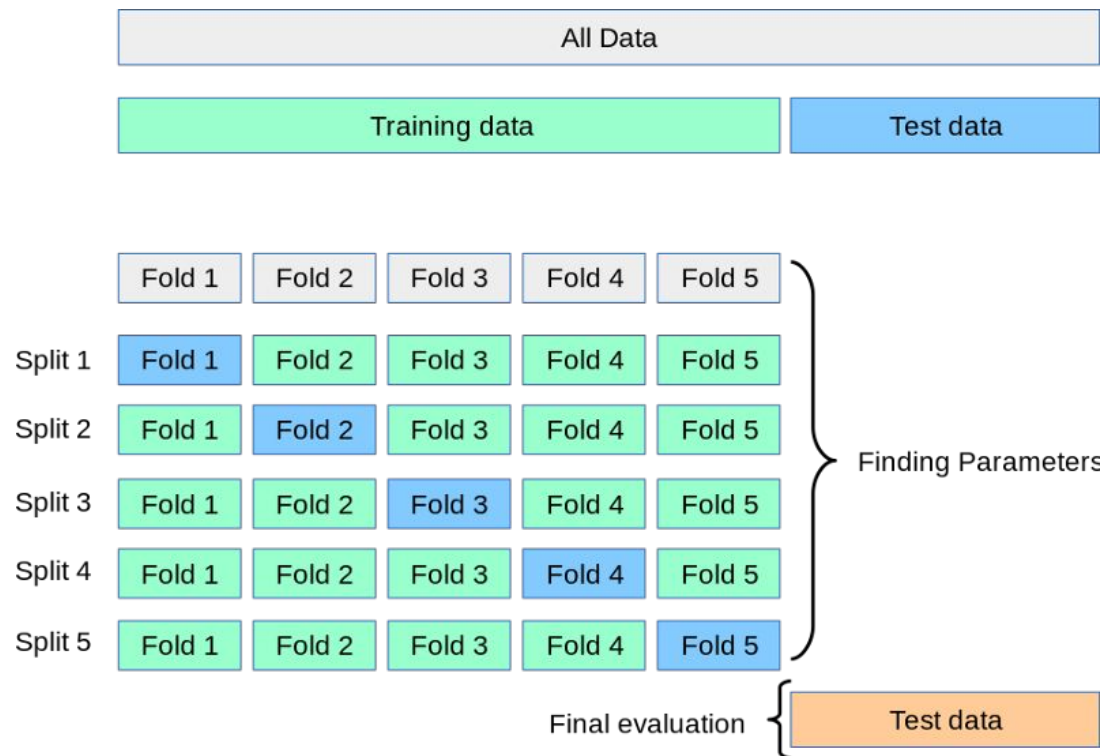 All Data
Training data Test data
Fold 1 Fold 2 Fold 3 Fold 4 Fold 5
Split 1 Fold 1 Fold 2 Fold 3 Fold 4 Fold 5
Split 2 Fold 1 Fold 2 Fold 3 Fold 4 Fold 5
Finding Parameters
Split 3 Fold 1 Fold 2 Fold 3 Fold 4 Fold 5
Split 4 Fold 1 Fold 2 Fold 3 Fold 4 Fold 5
Split 5 Fold 1 Fold 2 Fold 3 Fold 4 Fold 5
Final evaluation Test data